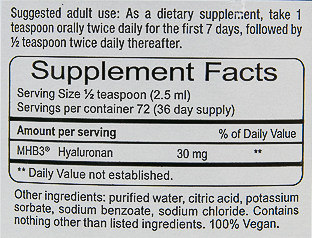 Suggested adult use: As a dietary supplement, take 1
teaspoon orally twice daily for the first 7 days, followed by
½ teaspoon twice daily thereafter.
Supplement Facts
Serving Size ½ teaspoon (2.5 ml)
Servings per container 72 (36 day supply)
Amount per serving % of Daily Value
MHB3® Hyaluronan 30 mg **
** Daily Value not established.
Other ingredients: purified water, citric acid, potassium
sorbate, sodium benzoate, sodium chloride. Contains
nothing other than listed ingredients. 100% Vegan.